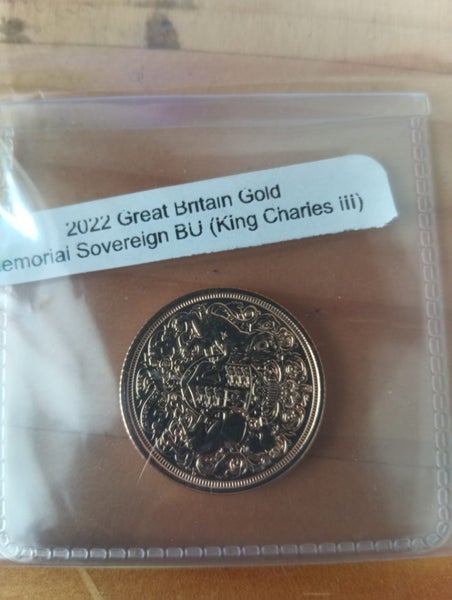 2022 Great Britain Gold
emorial Sovereign BU (King Charles III)